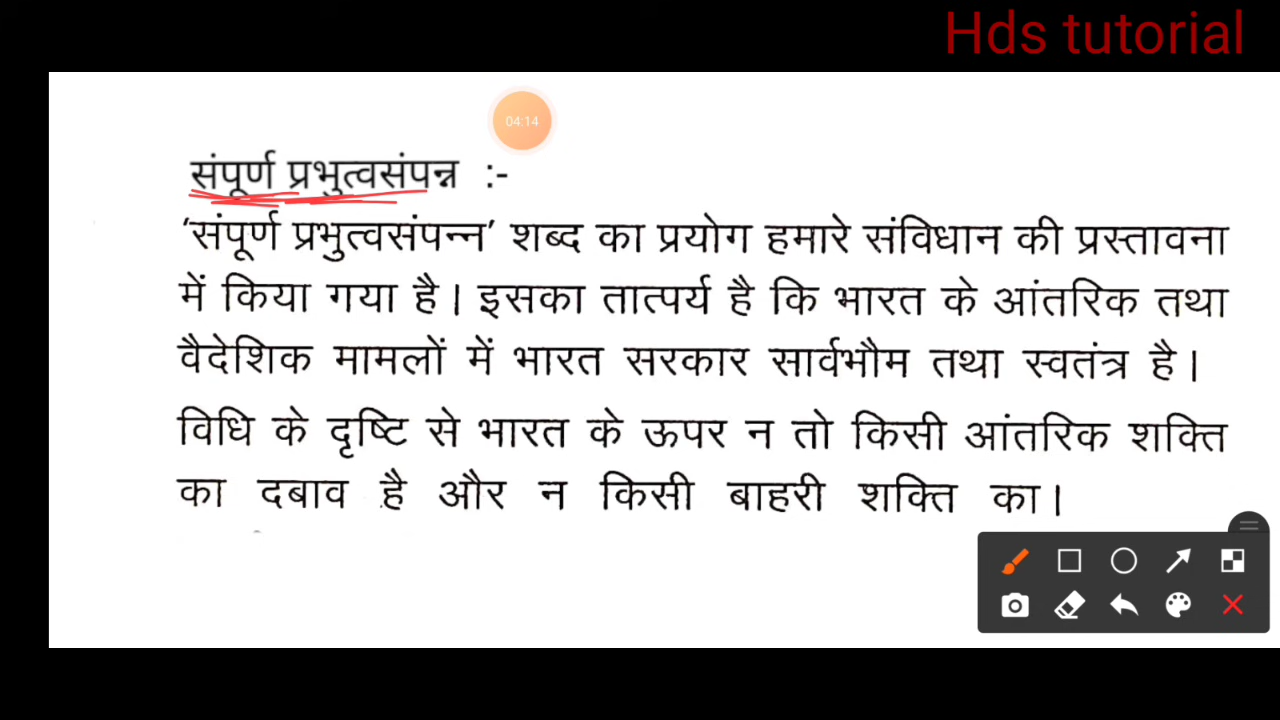 Hds tutorial
04:14
संपूर्ण प्रभुत्वसंपन्न :-
'संपूर्ण प्रभुत्वसंपन्न' शब्द का प्रयोग हमारे संविधान की प्रस्तावना
में किया गया है। इसका तात्पर्य है कि भारत के आंतरिक तथा
वैदेशिक मामलों में भारत सरकार सार्वभौम तथा स्वतंत्र है।
विधि के दृष्टि से भारत के ऊपर न तो किसी आंतरिक शक्ति
का दबाव है और न किसी बाहरी शक्ति का।